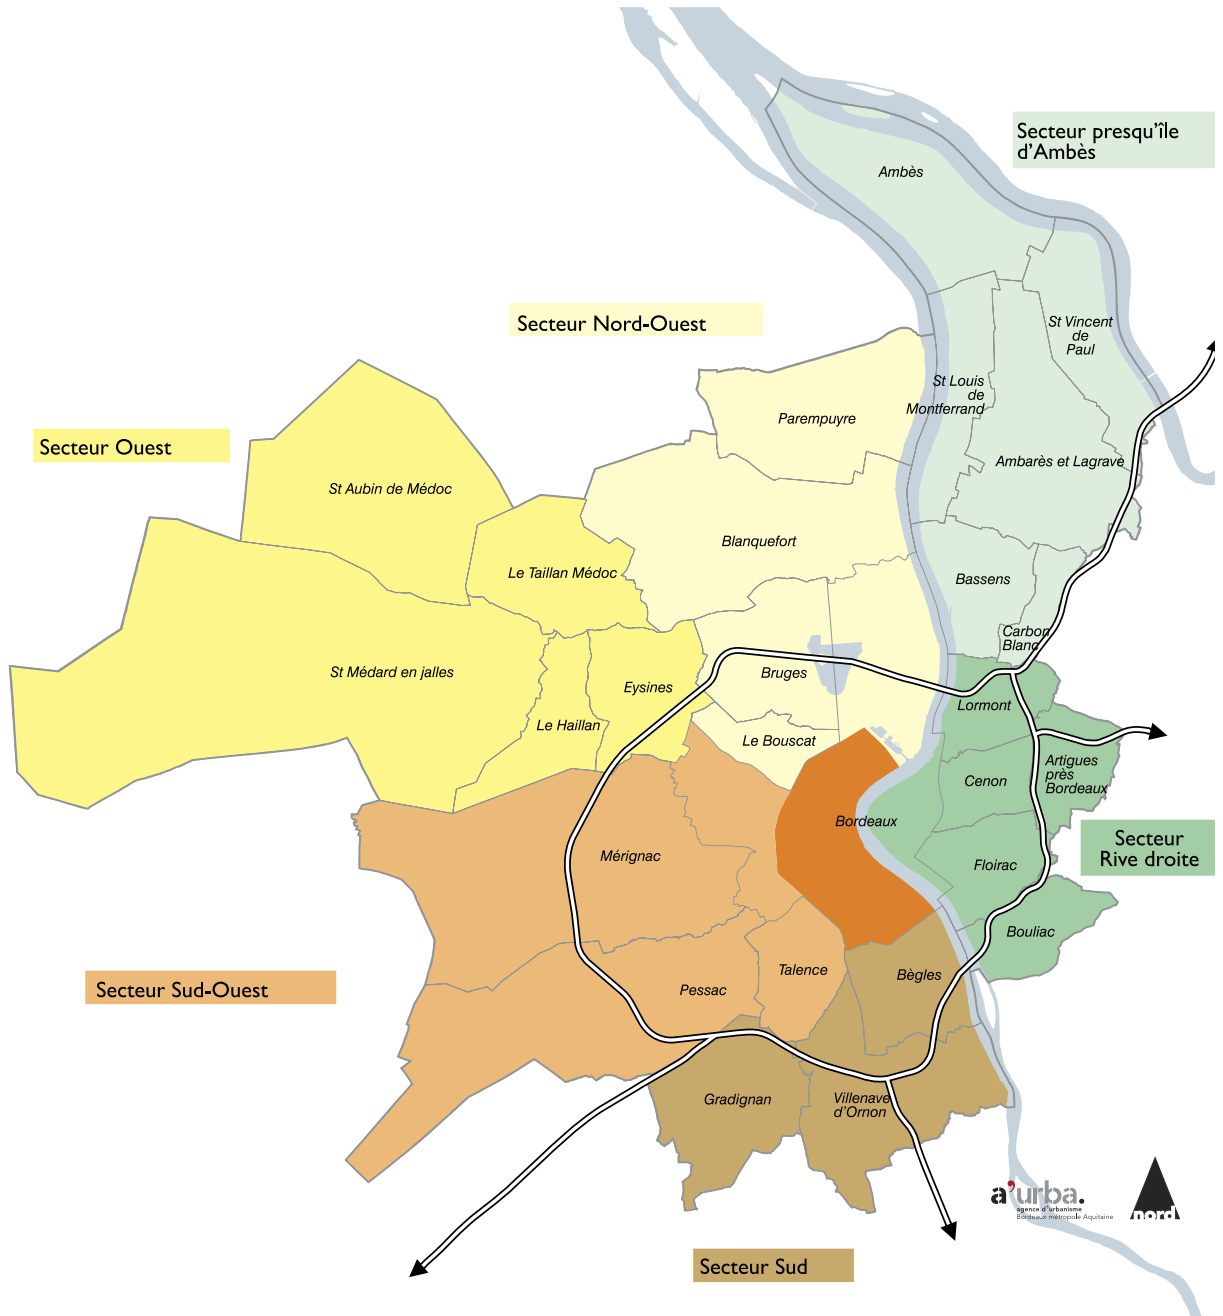 Secteur presqu'île
d'Ambès
Ambès
Secteur Nord-Ouest
St Vincent
de
Paul
St Louis
de
Montferrand
Parempuyre
Secteur Ouest
Ambarès et Lagrave
St Aubin de Médoc
Blanquefort
Le Taillan Médoc
Bassens
Carbon
Blanc
St Médard en jalles
Eysines
Bruges
Lormont
Le Haillan
Le Bouscat
Artigues
près
Bordeaux
Cenon
Bordeaux
Secteur
Rive droite
Mérignac
Floirac
Bouliac
Talence
Bègles
Secteur Sud-Ouest
Pessac
Gradignan
Villenave
d'Ornon
a'urba.
agence d'urbanisme
Bordeaux métropole Aquitaine
nord
Secteur Sud